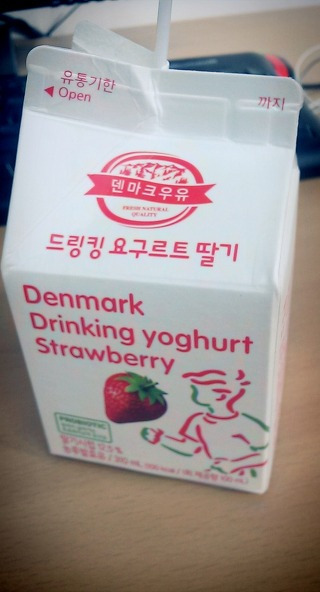 유통기한
◀ Open
까지
덴마크우유
FRESH NATURAL
QUALITY
드링킹 요구르트 딸기
Denmark
Drinking yoghurt
Strawberry
PROBIOTIC